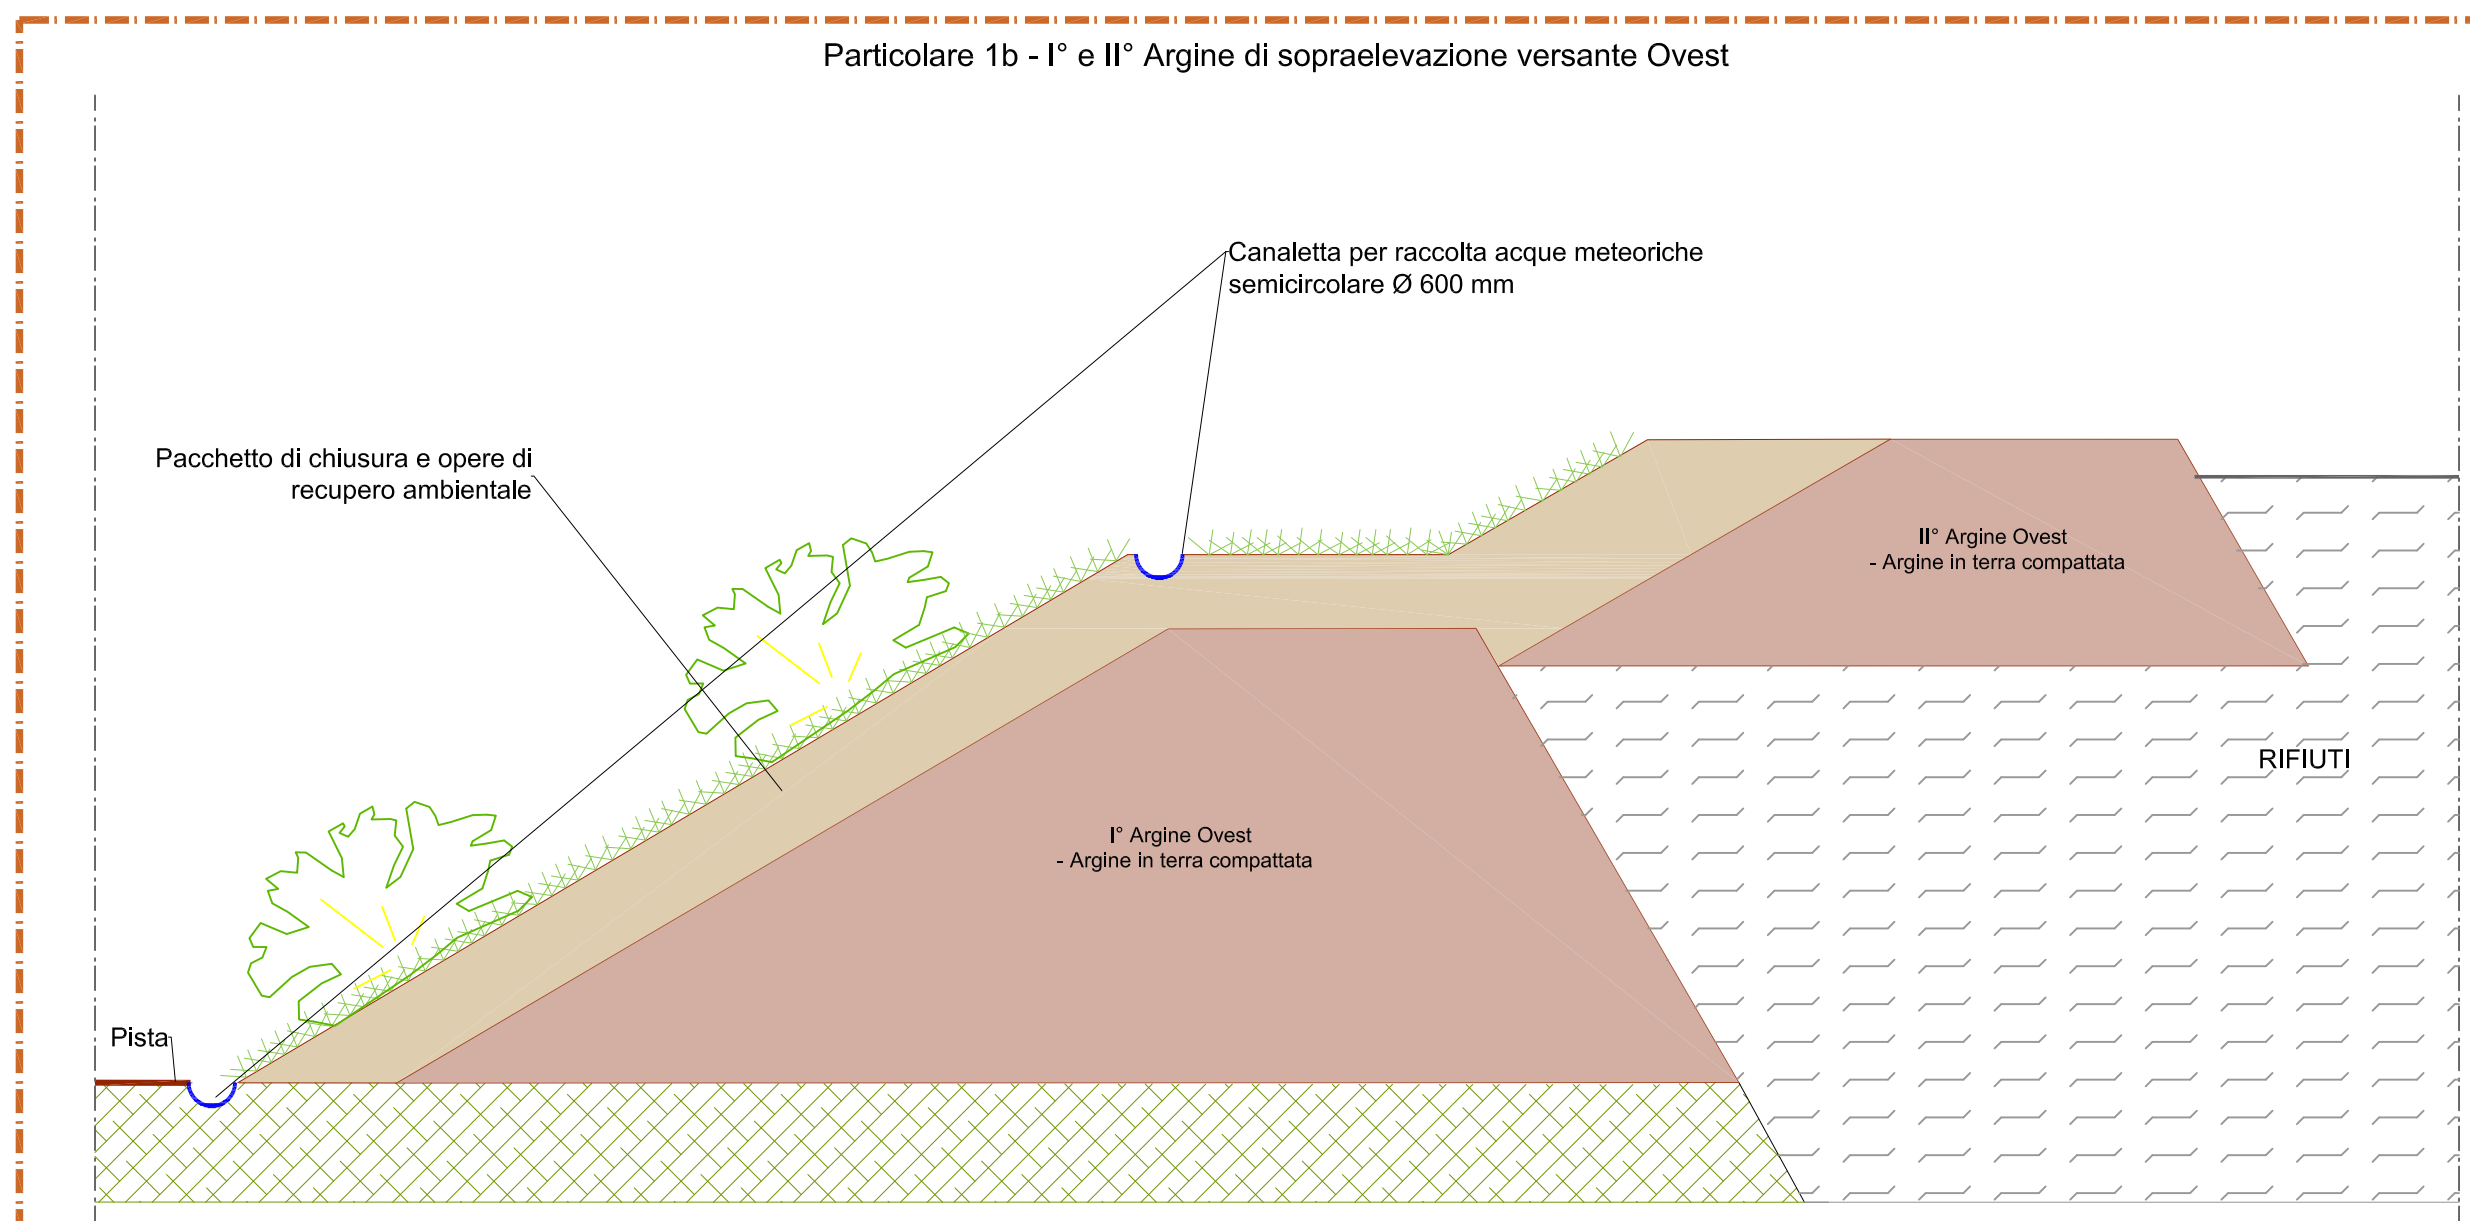 Particolare 1b - I° e II° Argine di sopraelevazione versante Ovest
Canaletta per raccolta acque meteoriche
semicircolare Ø 600 mm
Pacchetto di chiusura e opere di
recupero ambientale
II° Argine Ovest
- Argine in terra compattata
RIFIUTI
I° Argine Ovest
- Argine in terra compattata
Pista